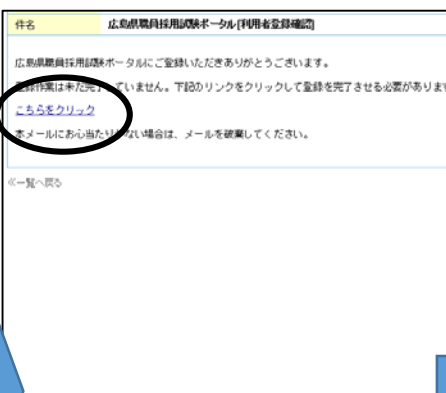 件名 広島県職員採用試験ポータル[利用者登録確認]
広島県職員採用試験ポータルにご登録いただきありがとうございます。
登録作業は未だ完了していません。下記のリンクをクリックして登録を完了させる必要があります
こちらをクリック
本メールにお心当たりがない場合は、メールを破棄してください。
≪一覧へ戻る